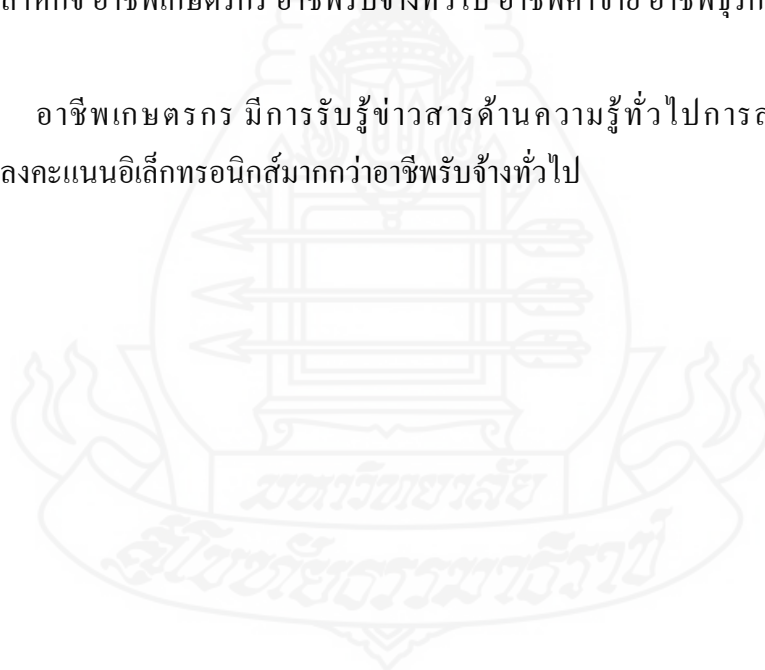 อาชีพเกษตรกร อาชีพรับจ้างทั่วไป อาชีพค้าขาย
อาชีพเกษตรกร มีการรับรู้ข่าวสารด้านความรู้ทั่วไปการล
ลงคะแนนอิเล็กทรอนิกส์มากกว่าอาชีพรับจ้างทั่วไป
มหาวิทยาลัย
สุโขทัยธรรมาธิราช